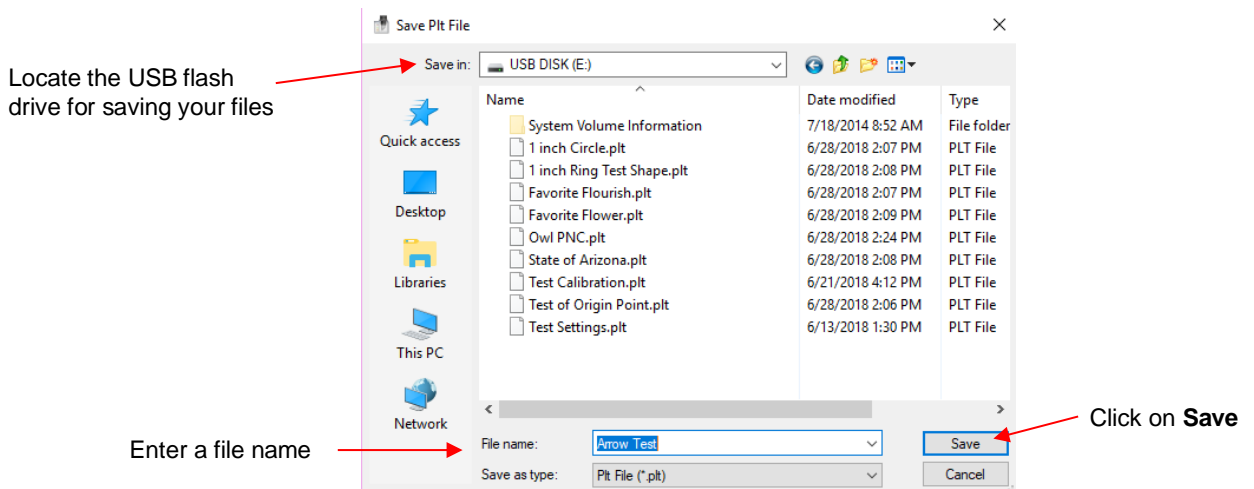 Save Plt File
Locate the USB flash
drive for saving your files
Save in: USB DISK (E:)
Name Date modified Type
System Volume Information 7/18/2014 8:52 AM File folder
1 inch Circle.plt 6/28/2018 2:07 PM PLT File
1 inch Ring Test Shape.plt 6/28/2018 2:08 PM PLT File
Favorite Flourish.plt 6/28/2018 2:07 PM PLT File
Favorite Flower.plt 6/28/2018 2:09 PM PLT File
Owl PNC.plt 6/28/2018 2:24 PM PLT File
State of Arizona.plt 6/28/2018 2:08 PM PLT File
Test Calibration.plt 6/21/2018 4:12 PM PLT File
Test of Origin Point.plt 6/28/2018 2:06 PM PLT File
Test Settings.plt 6/13/2018 1:30 PM PLT File
Quick access
Desktop
Libraries
This PC
Network
Enter a file name
File name: Arrow Test Save
Click on Save
Save as type: Plt File (*.plt) Cancel